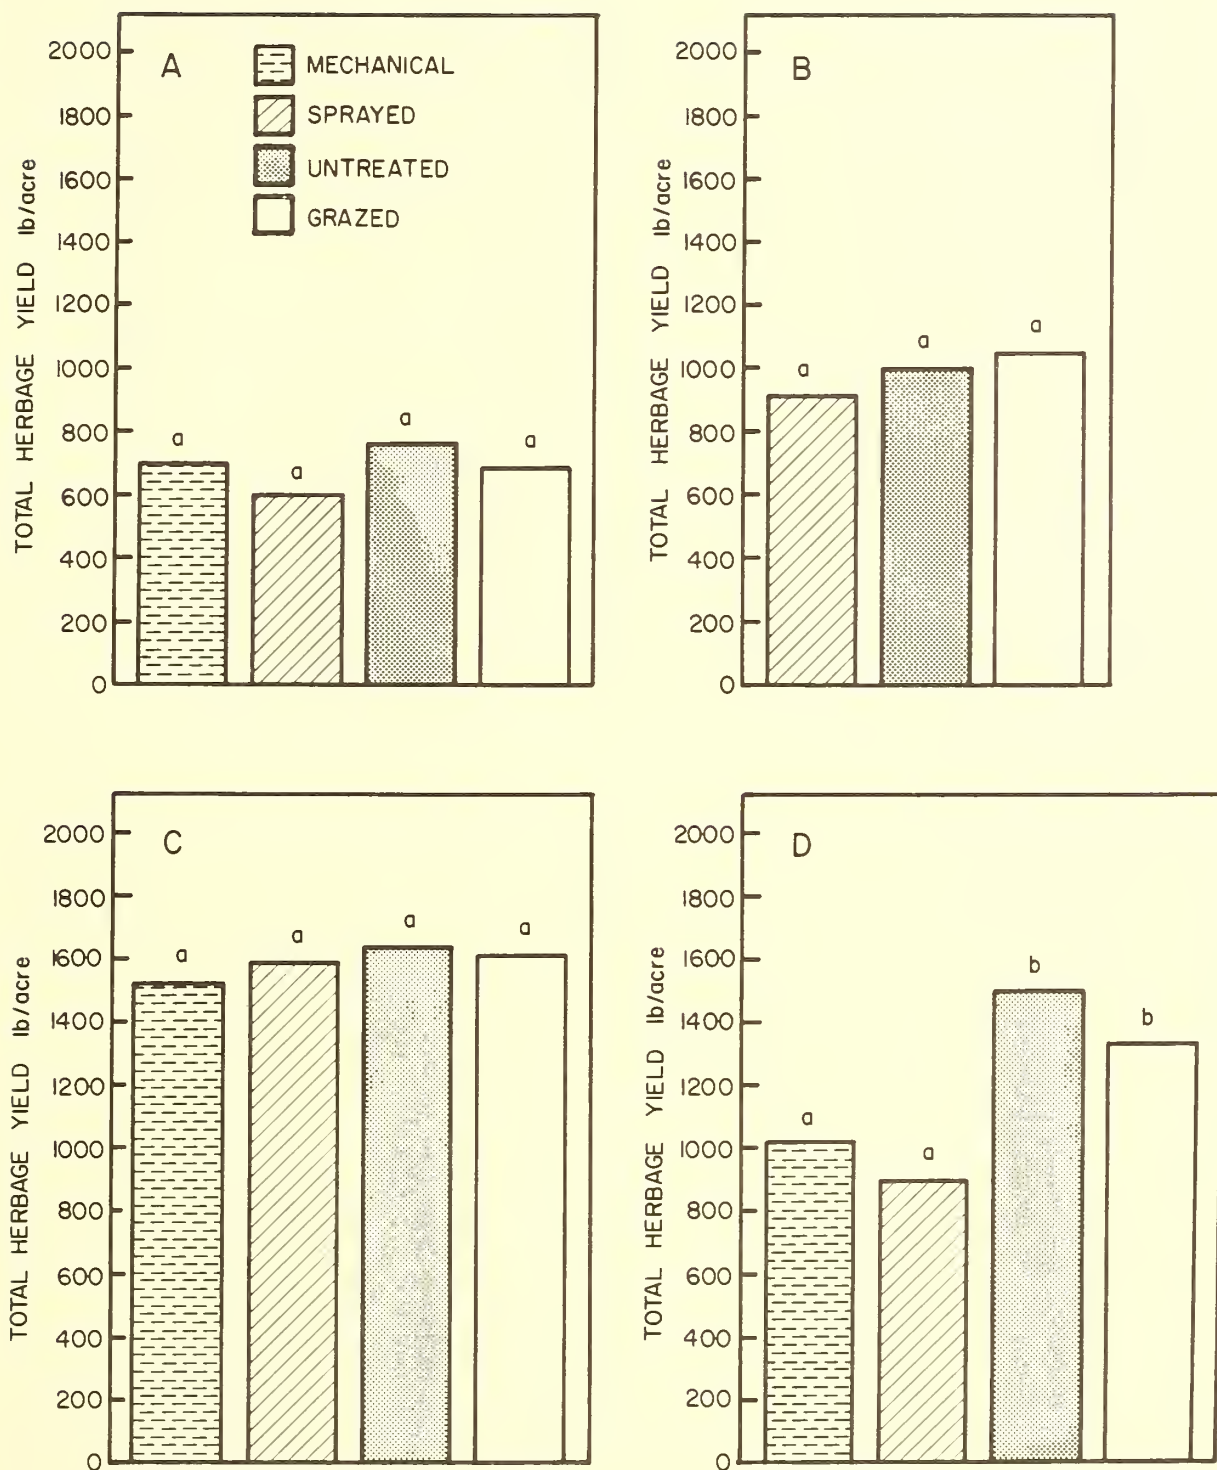 A
MECHANICAL
SPRAYED
UNTREATED
GRAZED
TOTAL HERBAGE YIELD lb/acre
2000
1800
1600
1400
1200
1000
800
600
400
200
0
a
a
a
a
B
TOTAL HERBAGE YIELD lb/acre
2000
1800
1600
1400
1200
1000
800
600
400
200
0
a
a
a
C
TOTAL HERBAGE YIELD lb/acre
2000
1800
1600
1400
1200
1000
800
600
400
200
0
a
a
a
a
D
TOTAL HERBAGE YIELD lb/acre
2000
1800
1600
1400
1200
1000
800
600
400
200
0
a
a
b
b